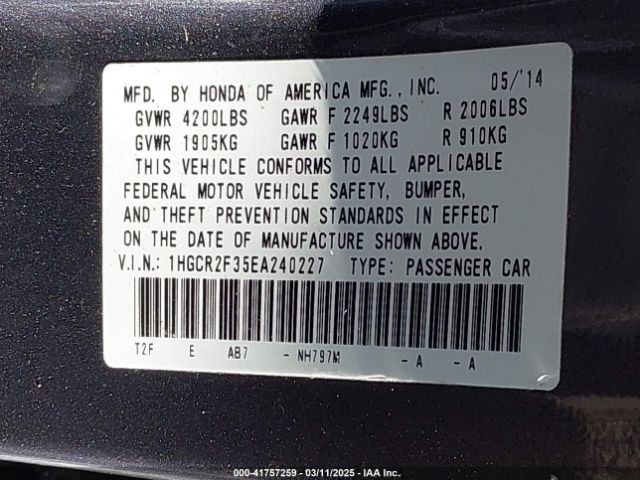 MFD. BY HONDA OF AMERICA MFG., INC. 05/'14
GVWR 4200LBS GAWR F 2249LBS R 2006LBS
GVWR 1905KG GAWR F 1020KG R 910KG
THIS VEHICLE CONFORMS TO ALL APPLICABLE
FEDERAL MOTOR VEHICLE SAFETY, BUMPER,
AND THEFT PREVENTION STANDARDS IN EFFECT
ON THE DATE OF MANUFACTURE SHOWN ABOVE.
V.I.N.: 1HGCR2F35EA240227 TYPE: PASSENGER CAR
T2F E AB7 - NH797M - A - A
000-41757259 - 03/11/2025 - IAA Inc.